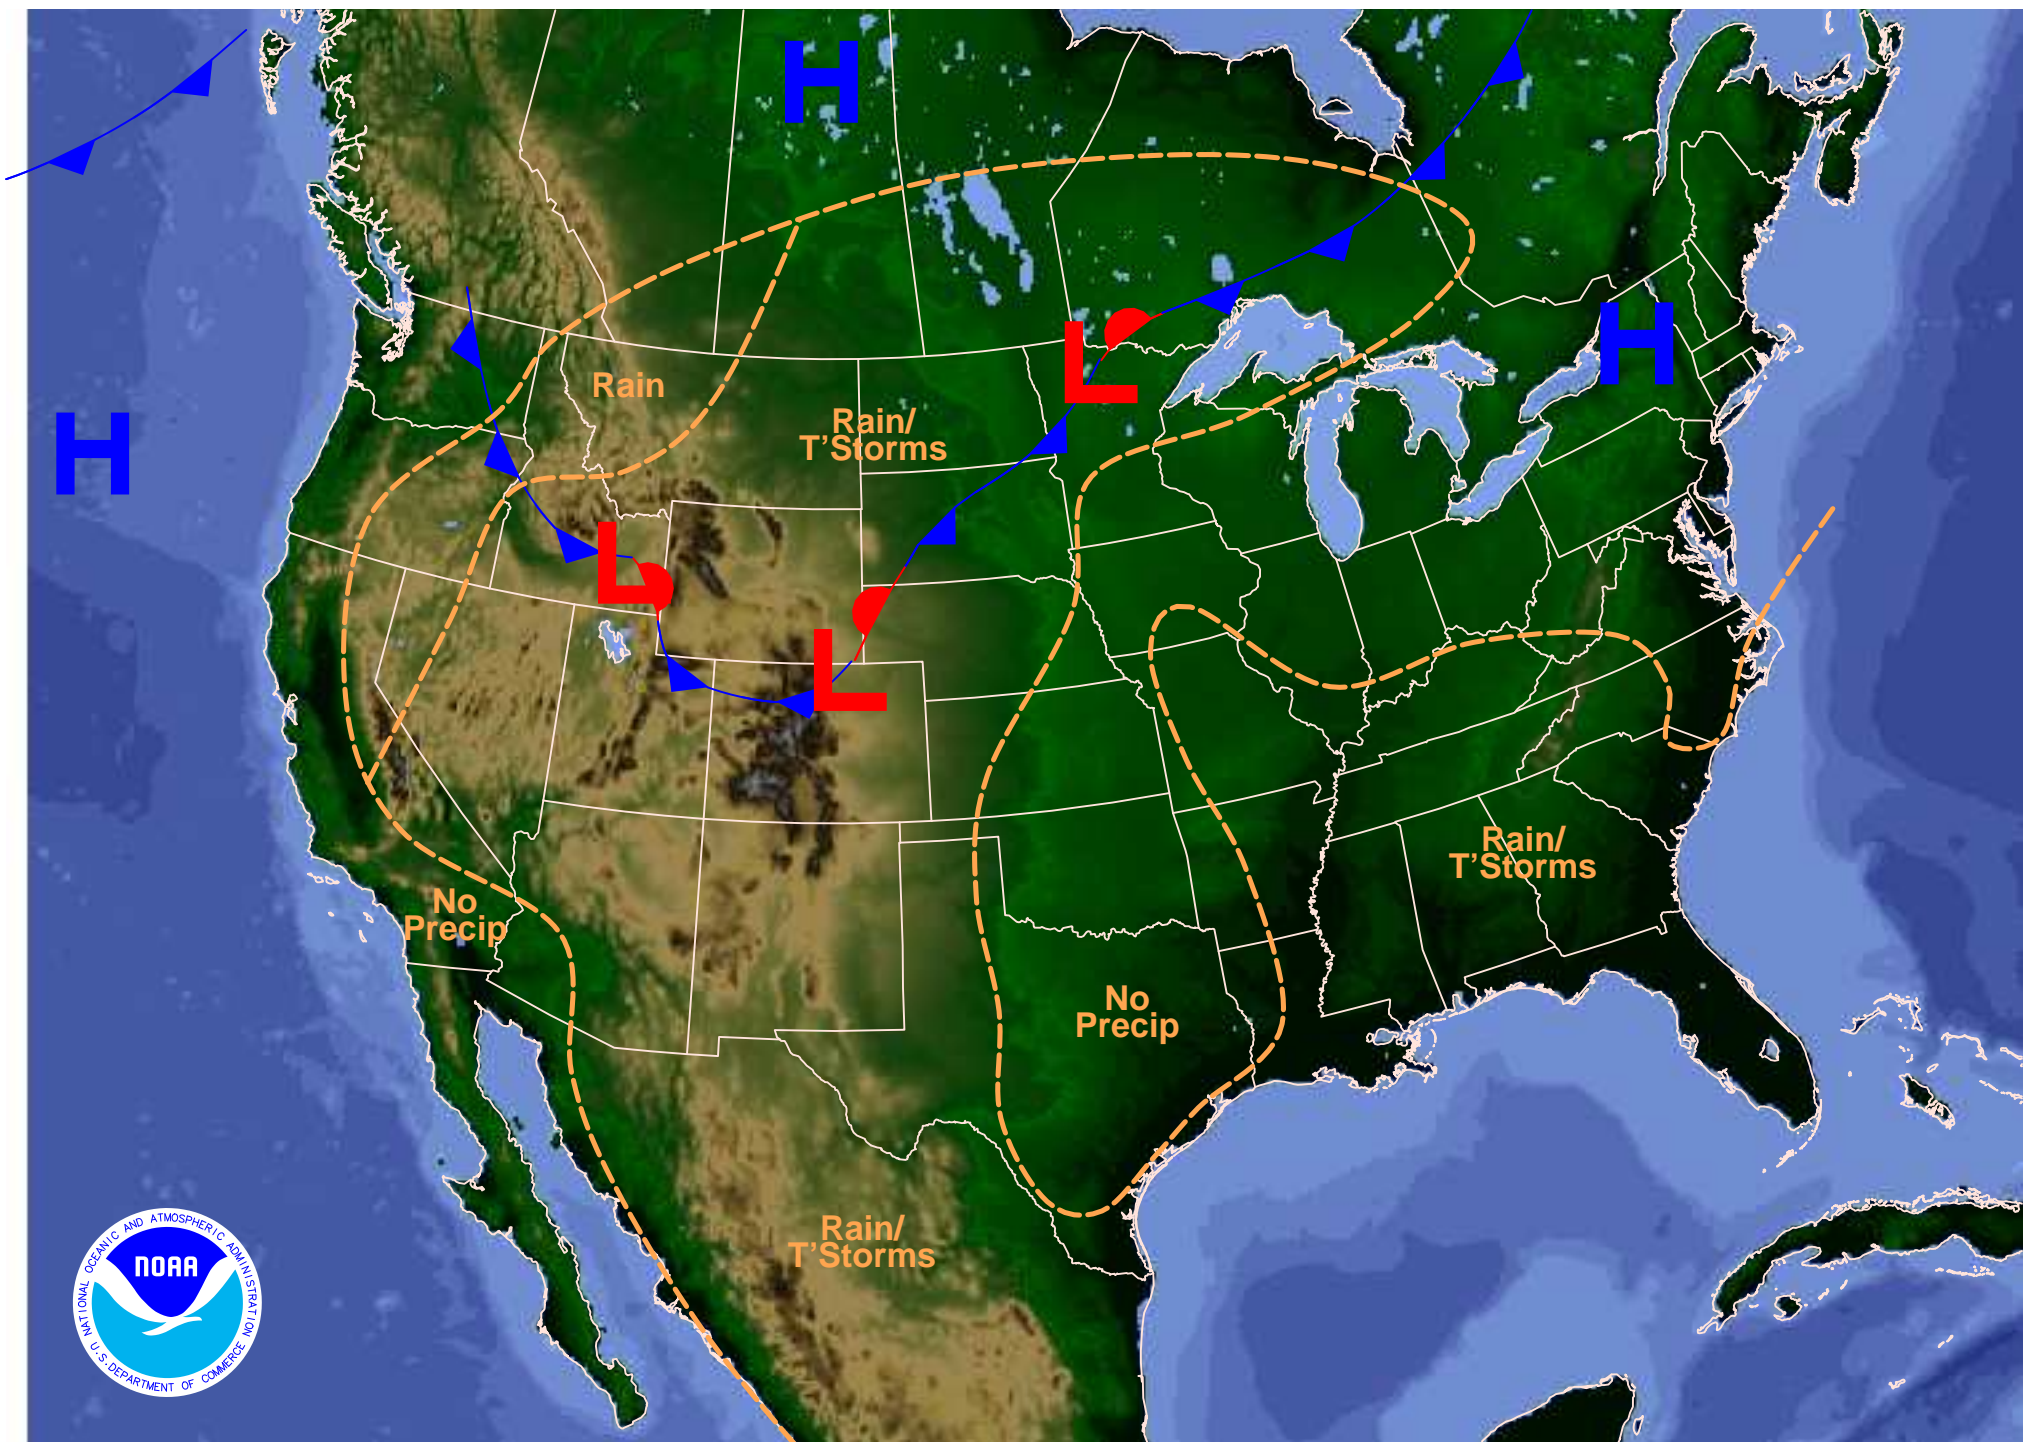 H
H
Rain
Rain/
T'Storms
L
H
L
L
Rain/
T'Storms
No
Precip
No
Precip
Rain/
T'Storms
NOAA
NATIONAL OCEANIC AND ATMOSPHERIC ADMINISTRATION
U.S. DEPARTMENT OF COMMERCE